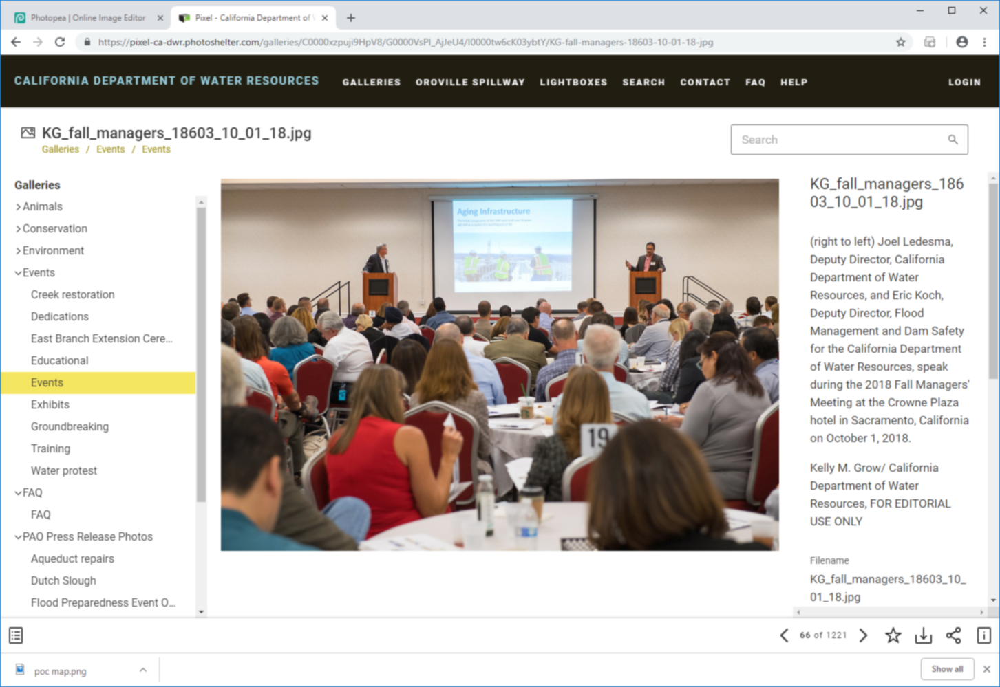 Photopea | Online Image Editor
Pixel - California Department of
https://pixel-ca-dwr.photoshelter.com/galleries/C0000xzpuji9HpV8/G0000VsPl_AjJeU4/I0000tw6cK03ybtY/KG-fall-managers-18603-10-01-18-jpg
CALIFORNIA DEPARTMENT OF WATER RESOURCES
GALLERIES
OROVILLE SPILLWAY
LIGHTBOXES
SEARCH
CONTACT
FAQ
HELP
LOGIN
KG_fall_managers_18603_10_01_18.jpg
Galleries / Events / Events
Search
Galleries
Animals
Conservation
Environment
Events
Creek restoration
Dedications
East Branch Extension Cere...
Educational
Events
Exhibits
Groundbreaking
Training
Water protest
FAQ
FAQ
PAO Press Release Photos
Aqueduct repairs
Dutch Slough
Flood Preparedness Event O...
Aging Infrastructure
19
KG_fall_managers_186
03_10_01_18.jpg
(right to left) Joel Ledesma,
Deputy Director, California
Department of Water
Resources, and Eric Koch,
Deputy Director, Flood
Management and Dam Safety
for the California Department
of Water Resources, speak
during the 2018 Fall Managers'
Meeting at the Crowne Plaza
hotel in Sacramento, California
on October 1, 2018.
Kelly M. Grow/ California
Department of Water
Resources, FOR EDITORIAL
USE ONLY
Filename
KG_fall_managers_18603_10_
01_18.jpg
66 of 1221
poc map.png
Show all